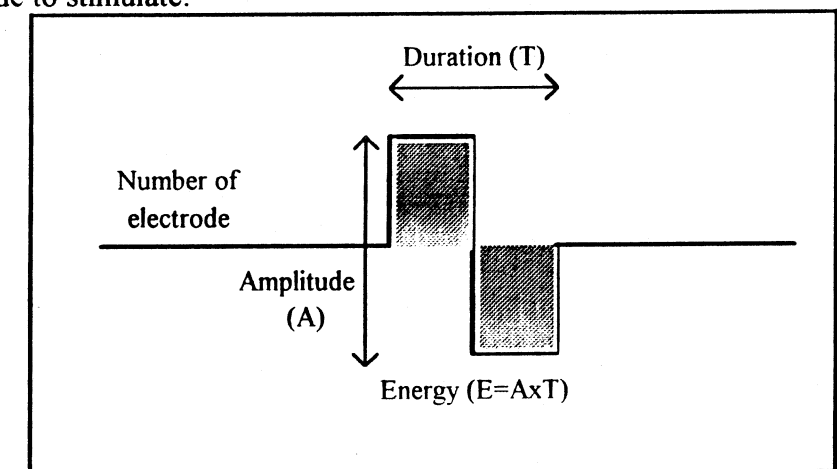 de to stimulate.
Duration (T)
Number of
electrode
Amplitude
(A)
Energy (E=AxT)